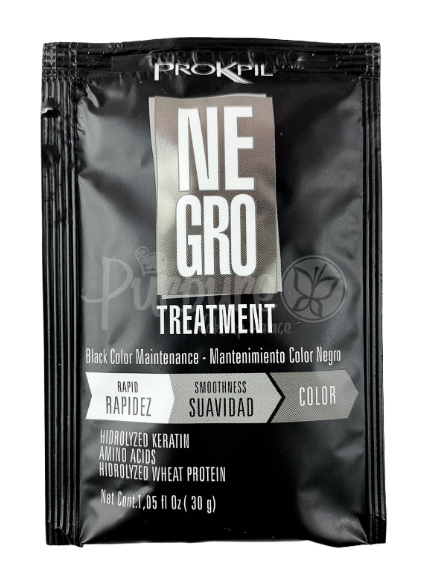 PROKPIL
NE
GRO
TREATMENT
Black Color Maintenance - Mantenimiento Color Negro
RAPID
RAPIDEZ
SMOOTHNESS
SUAVIDAD
COLOR
HIDROLYZED KERATIN
AMINO ACIDS
HIDROLYZED WHEAT PROTEIN
Net Cont.1,05 fl Oz ( 30 g)